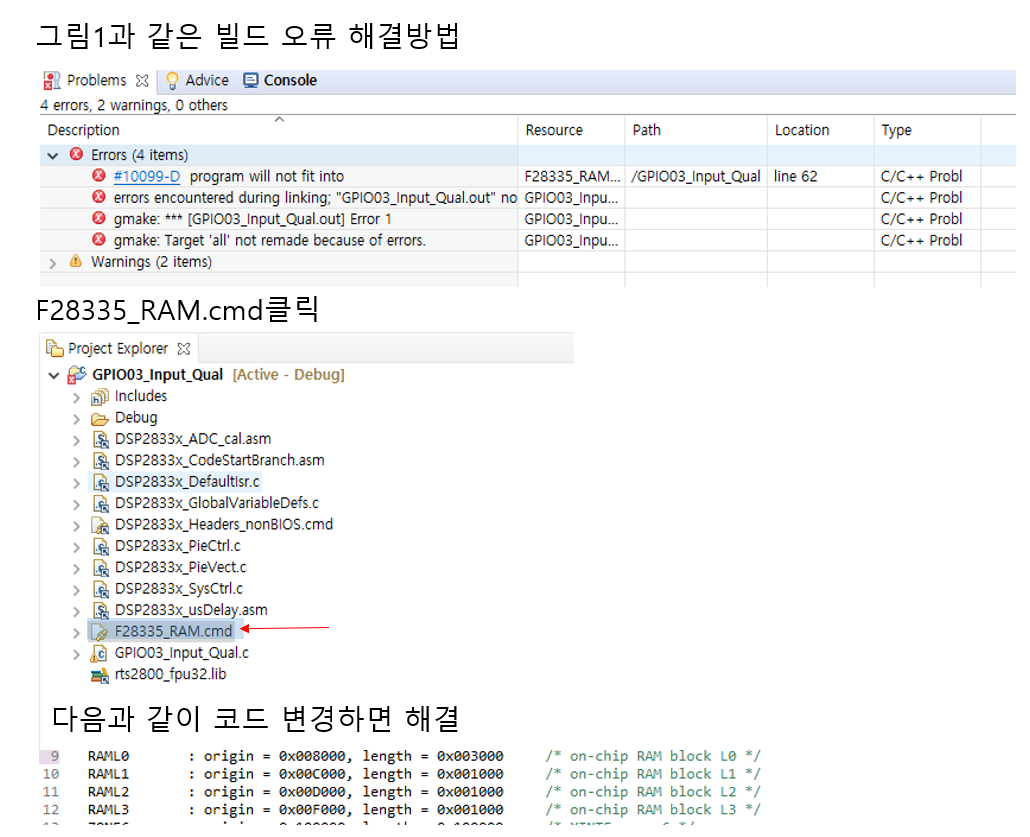 그림1과 같은 빌드 오류 해결방법
Problems Advice Console
4 errors, 2 warnings, 0 others
Description Resource Path Location Type
Errors (4 items)
#10099-D program will not fit into F28335_RAM... /GPIO03_Input_Qual line 62 C/C++ Probl
errors encountered during linking; "GPIO03_Input_Qual.out" no GPIO03_Inpu... C/C++ Probl
gmake: *** [GPIO03_Input_Qual.out] Error 1 GPIO03_Inpu... C/C++ Probl
gmake: Target 'all' not remade because of errors. GPIO03_Inpu... C/C++ Probl
Warnings (2 items)
F28335_RAM.cmd클릭
Project Explorer
GPIO03_Input_Qual [Active - Debug]
Includes
Debug
DSP2833x_ADC_cal.asm
DSP2833x_CodeStartBranch.asm
DSP2833x_DefaultIsr.c
DSP2833x_GlobalVariableDefs.c
DSP2833x_Headers_nonBIOS.cmd
DSP2833x_PieCtrl.c
DSP2833x_PieVect.c
DSP2833x_SysCtrl.c
DSP2833x_usDelay.asm
F28335_RAM.cmd
GPIO03_Input_Qual.c
rts2800_fpu32.lib
다음과 같이 코드 변경하면 해결
9 RAML0 : origin = 0x008000, length = 0x003000 /* on-chip RAM block L0 */
10 RAML1 : origin = 0x00C000, length = 0x001000 /* on-chip RAM block L1 */
11 RAML2 : origin = 0x00D000, length = 0x001000 /* on-chip RAM block L2 */
12 RAML3 : origin = 0x00F000, length = 0x001000 /* on-chip RAM block L3 */